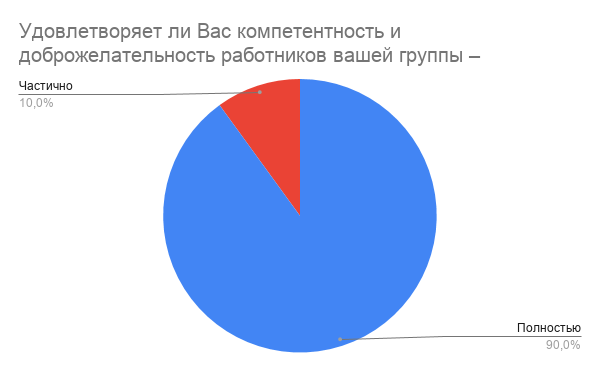 Удовлетворяет ли Вас компетентность и
доброжелательность работников вашей группы –
Частично
10,0%
Полностью
90,0%